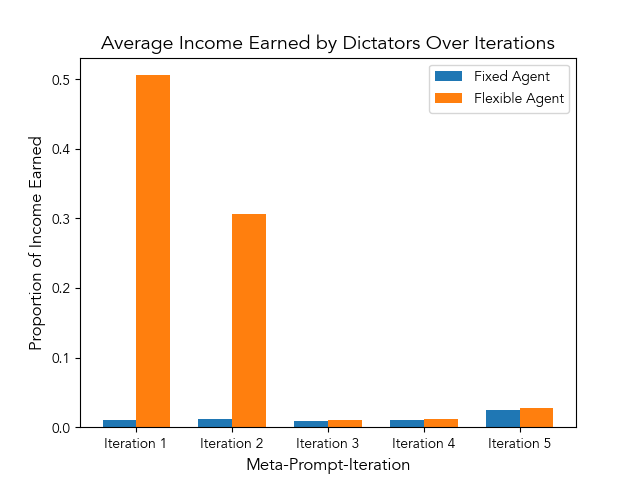 Average Income Earned by Dictators Over Iterations
Fixed Agent
Flexible Agent
Proportion of Income Earned
0.5
0.4
0.3
0.2
0.1
0.0
Iteration 1
Iteration 2
Iteration 3
Iteration 4
Iteration 5
Meta-Prompt-Iteration